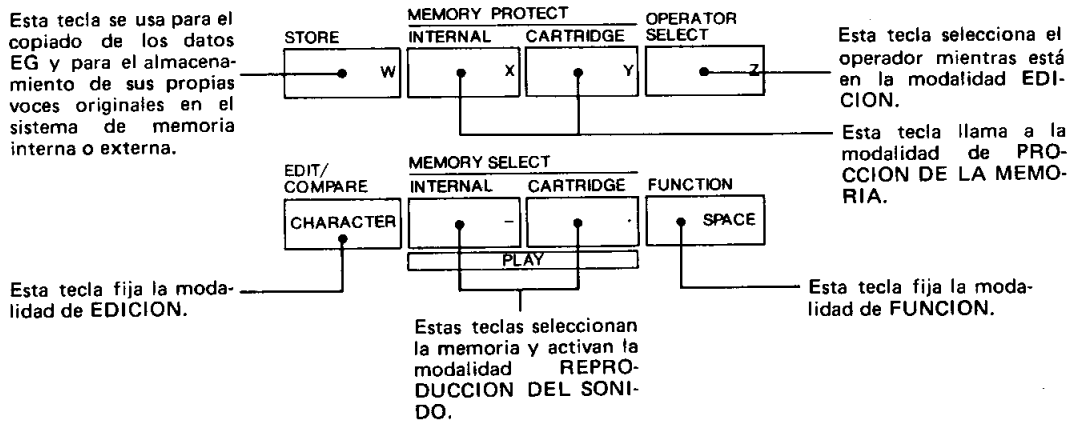 Esta tecla se usa para el
copiado de los datos
EG y para el almacena-
miento de sus propias
voces originales en el
sistema de memoria
interna o externa.
MEMORY PROTECT
STORE
INTERNAL
CARTRIDGE
OPERATOR
SELECT
W
X
Y
Z
Esta tecla selecciona el
operador mientras está
en la modalidad EDI-
CION.
Esta tecla llama a la
modalidad de PRO-
CCION DE LA MEMO-
RIA.
EDIT/
COMPARE
MEMORY SELECT
INTERNAL
CARTRIDGE
FUNCTION
CHARACTER
–
.
SPACE
PLAY
Esta tecla fija la moda-
lidad de EDICION.
Estas teclas seleccionan
la memoria y activan la
modalidad REPRO-
DUCCION DEL SONI-
DO.
Esta tecla fija la moda-
lidad de FUNCION.